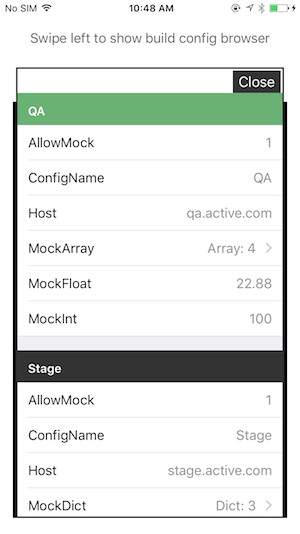 No SIM 10:48 AM
Swipe left to show build config browser
Close
QA
AllowMock 1
ConfigName QA
Host qa.active.com
MockArray Array: 4
MockFloat 22.88
MockInt 100
Stage
AllowMock 1
ConfigName Stage
Host stage.active.com
MockDict Dict: 3